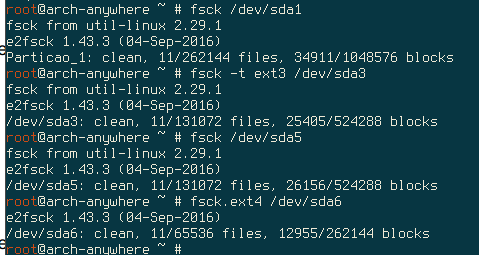 root@arch-anywhere ~ # fsck /dev/sda1
fsck from util-linux 2.29.1
e2fsck 1.43.3 (04-Sep-2016)
Particao_1: clean, 11/262144 files, 34911/1048576 blocks
root@arch-anywhere ~ # fsck -t ext3 /dev/sda3
fsck from util-linux 2.29.1
e2fsck 1.43.3 (04-Sep-2016)
/dev/sda3: clean, 11/131072 files, 25405/524288 blocks
root@arch-anywhere ~ # fsck /dev/sda5
fsck from util-linux 2.29.1
e2fsck 1.43.3 (04-Sep-2016)
/dev/sda5: clean, 11/131072 files, 26156/524288 blocks
root@arch-anywhere ~ # fsck.ext4 /dev/sda6
e2fsck 1.43.3 (04-Sep-2016)
/dev/sda6: clean, 11/65536 files, 12955/262144 blocks
root@arch-anywhere ~ #